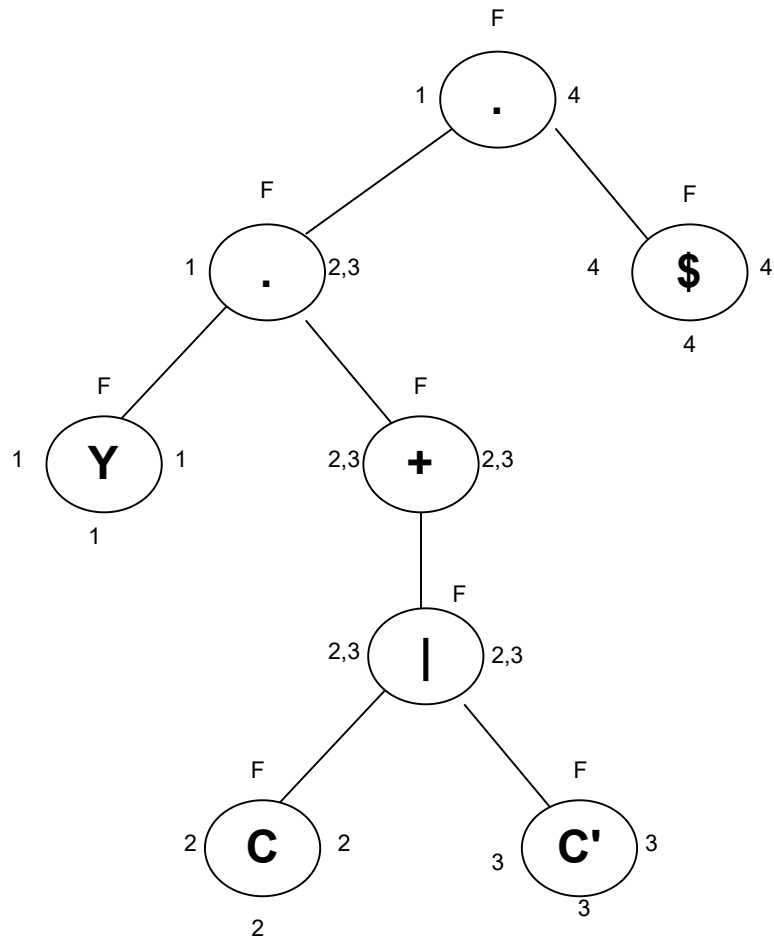 F
1 . 4
F F
1 . 2,3 4 $ 4
4
F F
1 Y 1 2,3 + 2,3
1
F
2,3 | 2,3
F F
2 C 2 3 C' 3
2 3